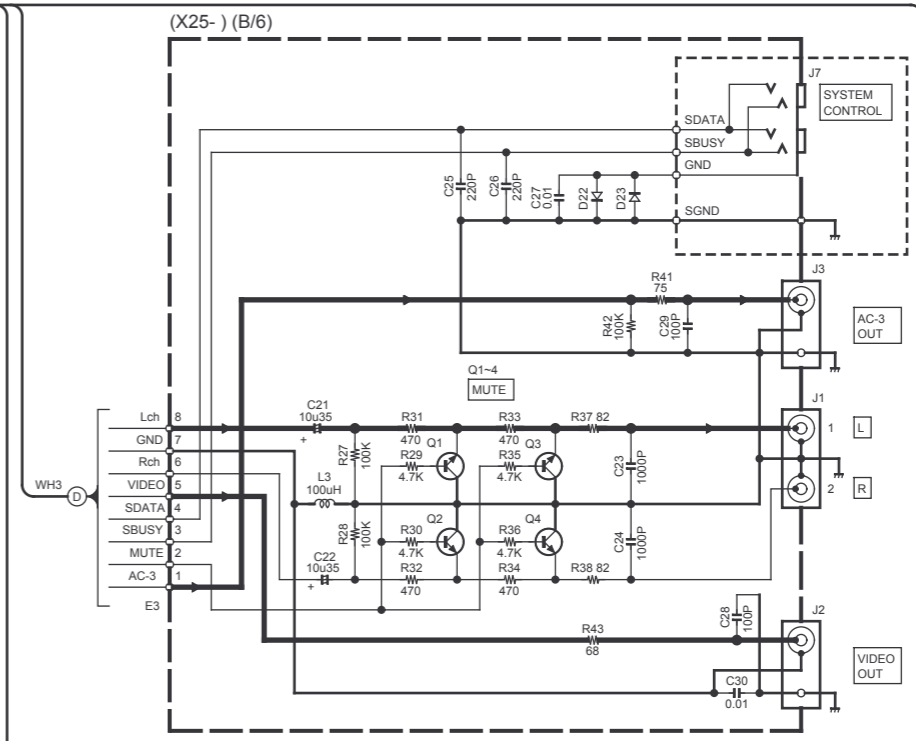 (X25- ) (B/6)
J7
SYSTEM
CONTROL
SDATA
SBUSY
GND
SGND
C25
220P
C26
220P
C27
0.01
D22
D23
R41
75
R42
100K
C29
100P
J3
AC-3
OUT
Q1~4
MUTE
J1
1
L
2
R
Lch 8
GND 7
Rch 6
VIDEO 5
SDATA 4
SBUSY 3
MUTE 2
AC-3 1
E3
WH3
D
C21
10u35
+
R31
470
R33
470
R37 82
R27
100K
R29
4.7K
Q1
R35
4.7K
Q3
C23
1000P
L3
100uH
R28
100K
R30
4.7K
Q2
R36
4.7K
Q4
C24
1000P
C22
10u35
+
R32
470
R34
470
R38 82
C28
100P
R43
68
J2
VIDEO
OUT
C30
0.01